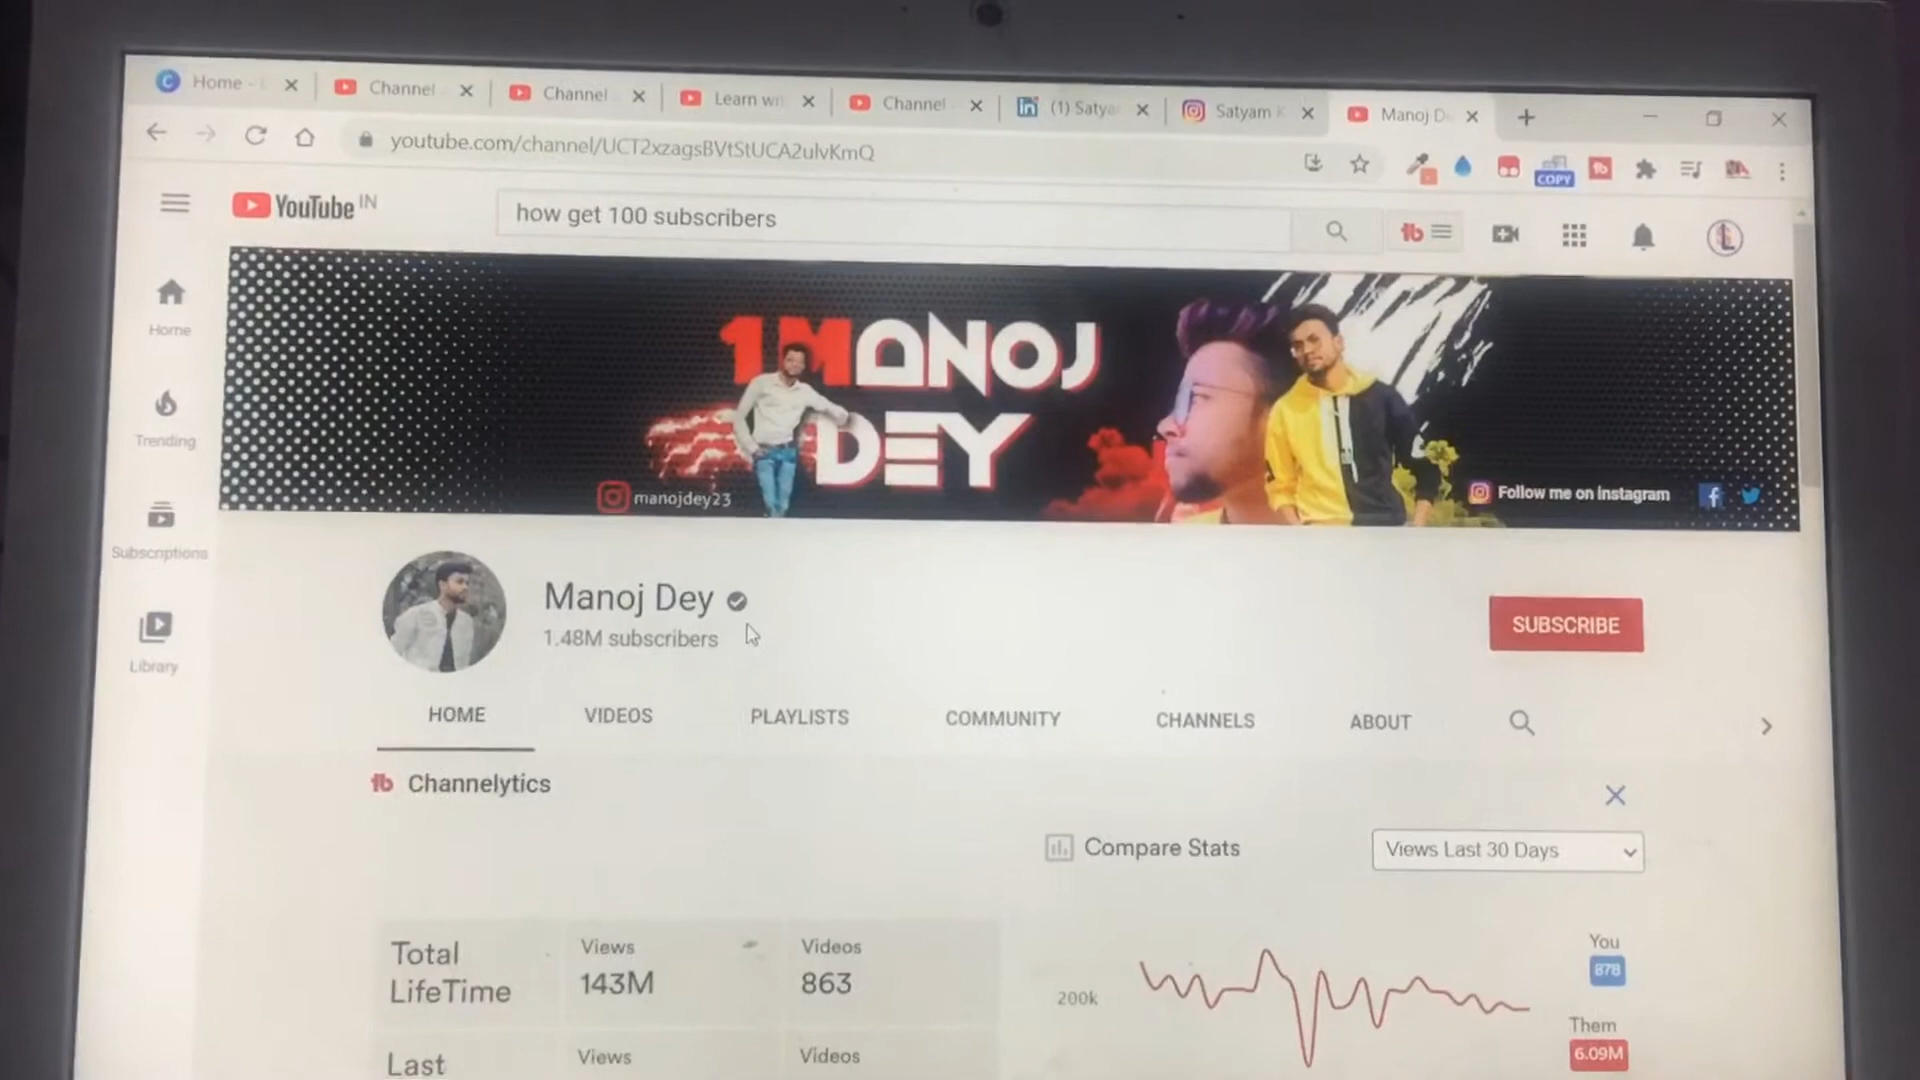 Home -
Channel
Channel
Learn wri
Channel
(1) Satya
Satyam K
Manoj De
youtube.com/channel/UCT2xzagsBVtStUCA2ulvKmQ
COPY
YouTube IN
how get 100 subscribers
Home
Trending
Subscriptions
Library
1MANOJ
DEY
manojdey23
Follow me on instagram
Manoj Dey
1.48M subscribers
SUBSCRIBE
HOME
VIDEOS
PLAYLISTS
COMMUNITY
CHANNELS
ABOUT
Channelytics
Compare Stats
Views Last 30 Days
Total
LifeTime
Views
143M
Videos
863
Last
Views
Videos
200k
You
878
Them
6.09M